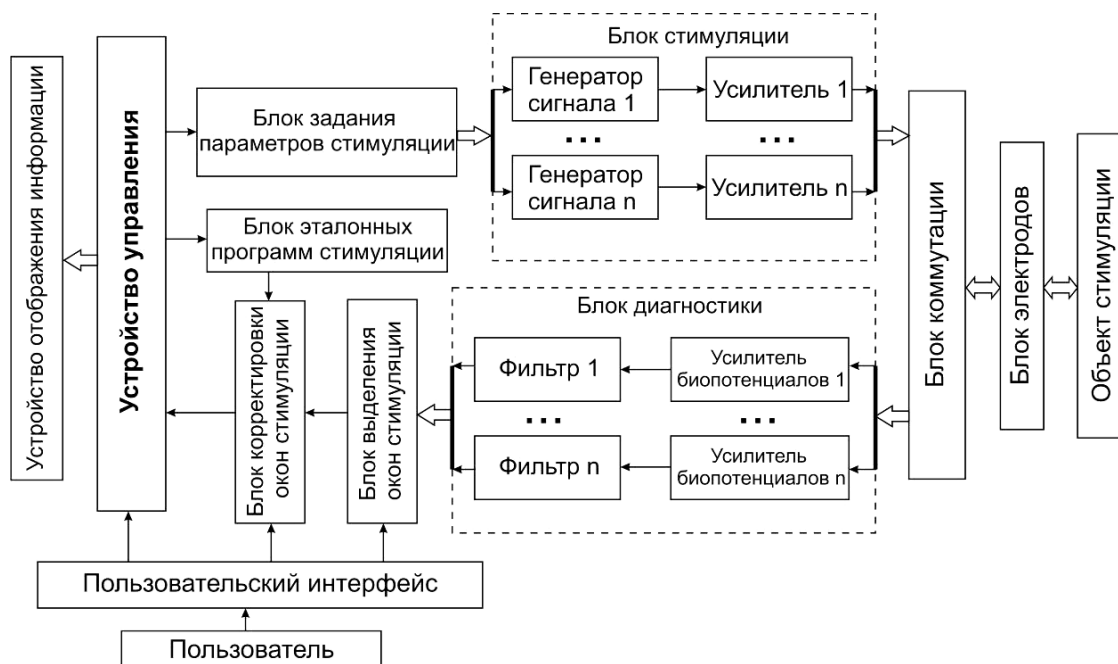 Блок стимуляции
Генератор
сигнала 1
Усилитель 1
...
...
Генератор
сигнала n
Усилитель n
Блок задания
параметров стимуляции
Блок эталонных
программ стимуляции
Устройство отображения информации
Устройство управления
Блок корректировки
окон стимуляции
Блок выделения
окон стимуляции
Блок диагностики
Фильтр 1
Усилитель
биопотенциалов 1
...
...
Фильтр n
Усилитель
биопотенциалов n
Блок коммутации
Блок электродов
Объект стимуляции
Пользовательский интерфейс
Пользователь